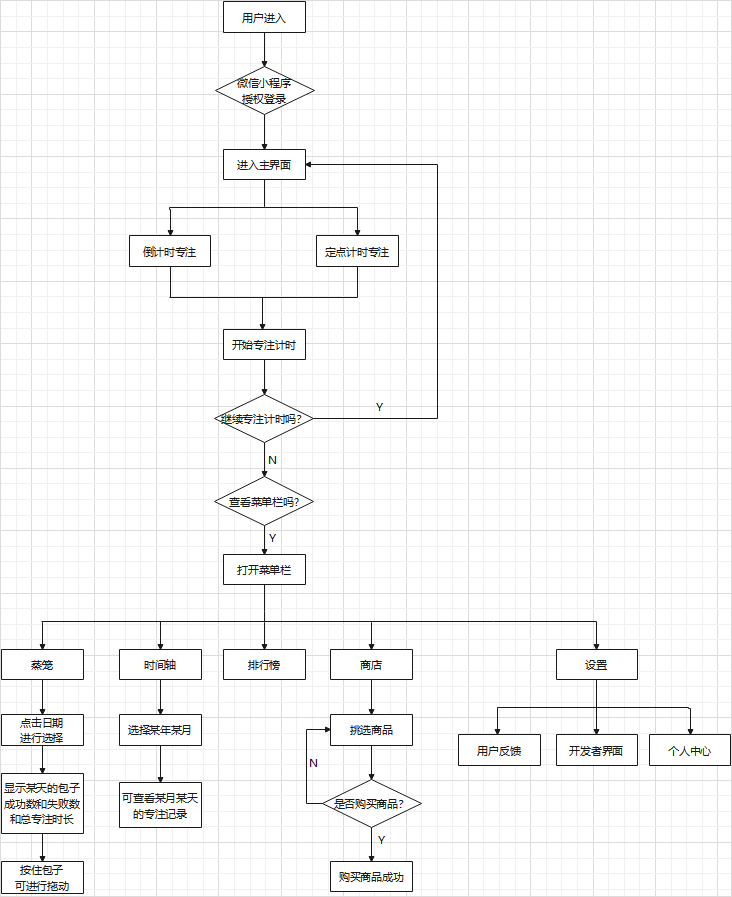 用户进入
微信小程序
授权登录
进入主界面
倒计时专注
定点计时专注
开始专注计时
继续专注计时吗?
Y
N
查看菜单栏吗?
Y
打开菜单栏
蒸笼
时间轴
排行榜
商店
设置
点击日期
进行选择
选择某年某月
挑选商品
用户反馈
开发者界面
个人中心
N
显示某天的包子
成功数和失败数
和总专注时长
可查看某月某天
的专注记录
是否购买商品?
Y
按住包子
可进行拖动
购买商品成功